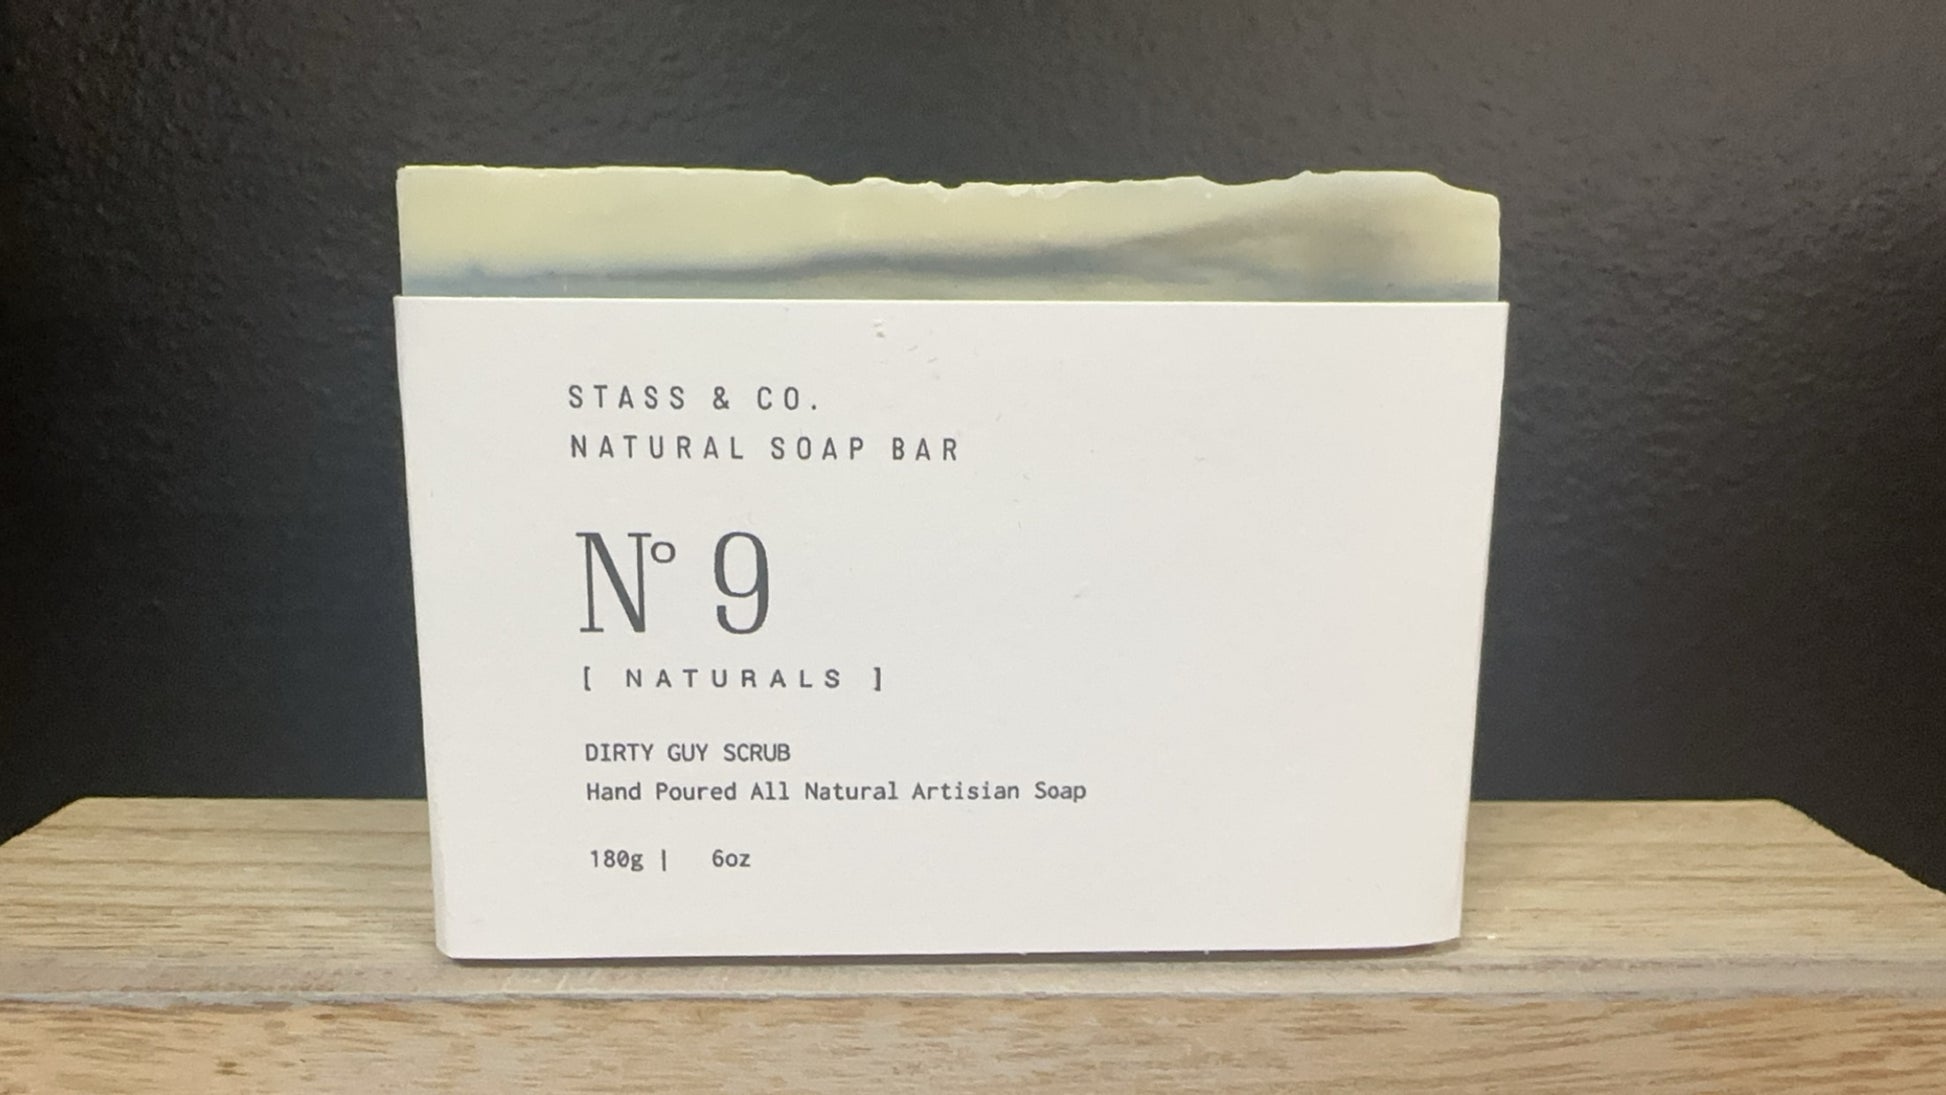 STASS & CO.
NATURAL SOAP BAR
Nº 9
[ NATURALS ]
DIRTY GUY SCRUB
Hand Poured All Natural Artisian Soap
180g | 6oz